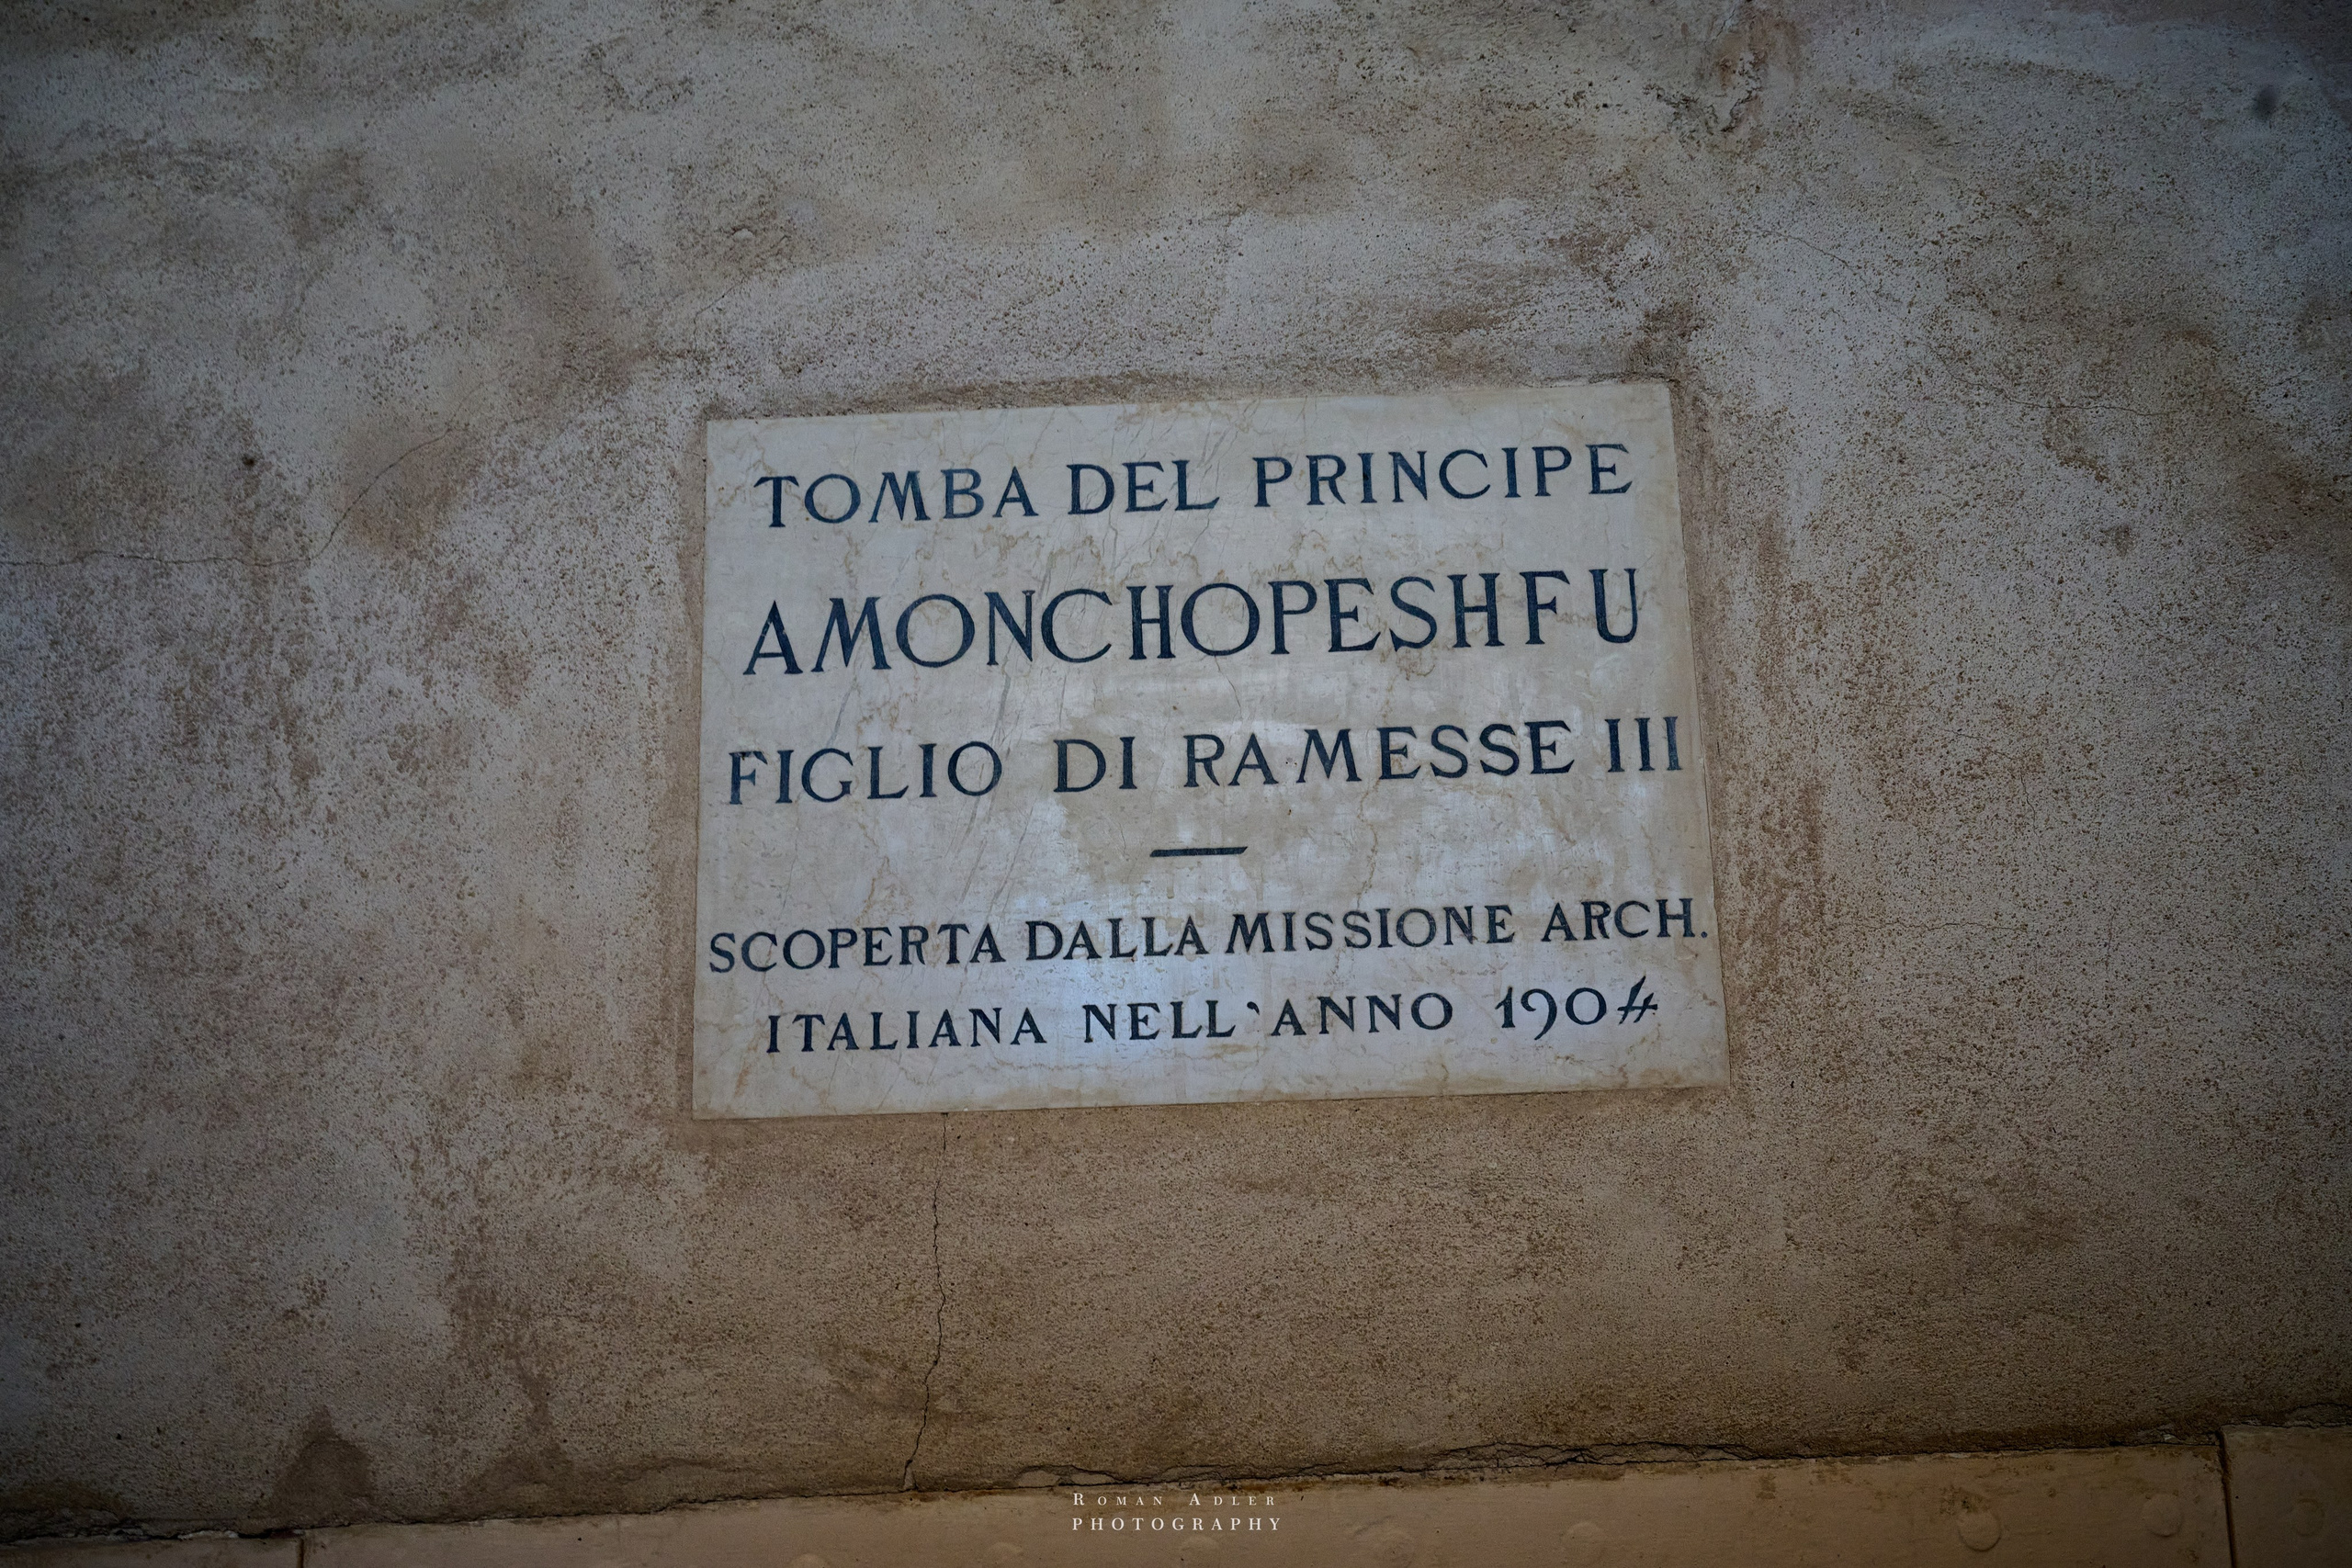 TOMBA DEL PRINCIPE
AMONCHOPESHFU
FIGLIO DI RAMESSE III
—
SCOPERTA DALLA MISSIONE ARCH.
ITALIANA NELL'ANNO 1904
ROMAN ADLER
PHOTOGRAPHY